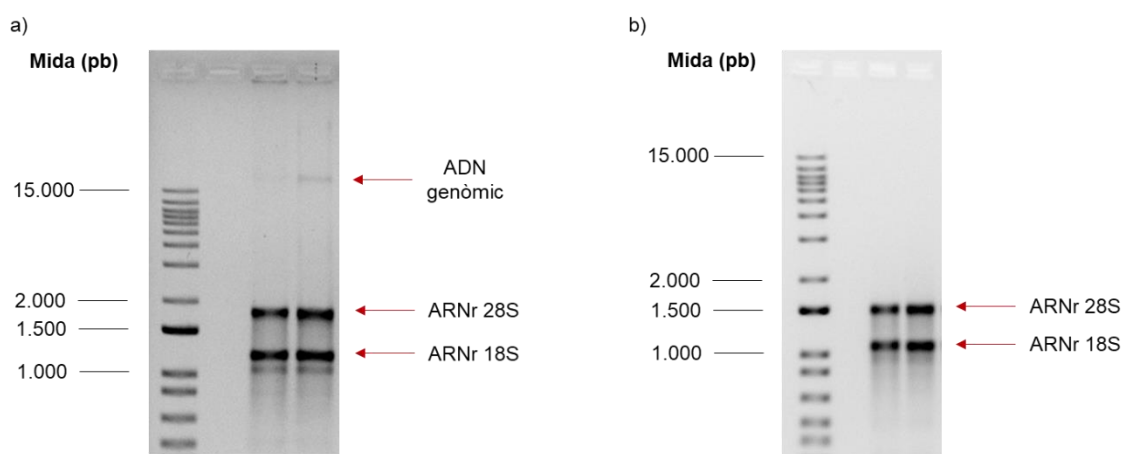 a)
Mida (pb)
15.000
2.000
1.500
1.000
ADN
genòmic
ARNr 28S
ARNr 18S
b)
Mida (pb)
15.000
2.000
1.500
1.000
ARNr 28S
ARNr 18S